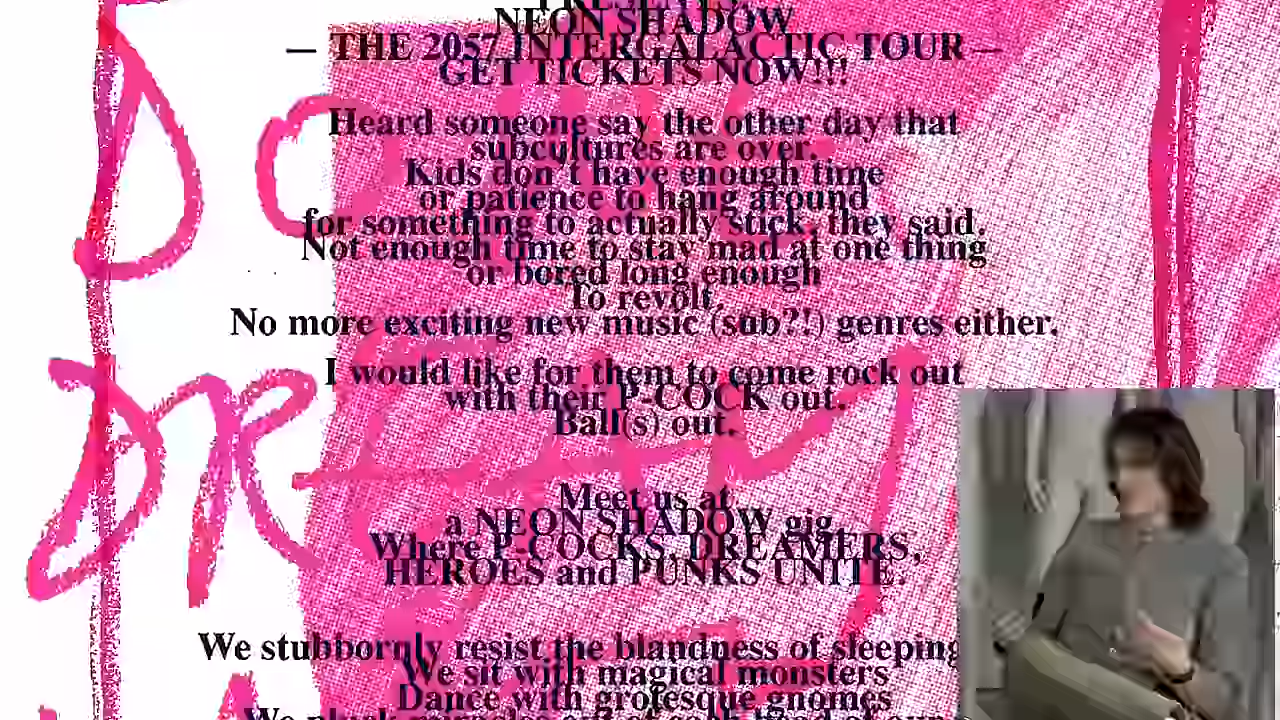 PRESENTS:
NEON SHADOW
— THE 2057 INTERGALACTIC TOUR —
GET TICKETS NOW!!!
Heard someone say the other day that
subcultures are over.
Kids don't have enough time
or patience to hang around
for something to actually stick, they said.
Not enough time to stay mad at one thing
or bored long enough
To revolt.
No more exciting new music (sub?!) genres either.
I would like for them to come rock out
with their P-COCK out.
Ball(s) out.
Meet us at
a NEON SHADOW gig,
Where P-COCKS, DREAMERS,
HEROES and PUNKS UNITE.
We stubbornly resist the blandness of sleeping
We sit with magical monsters
Dance with grotesque gnomes